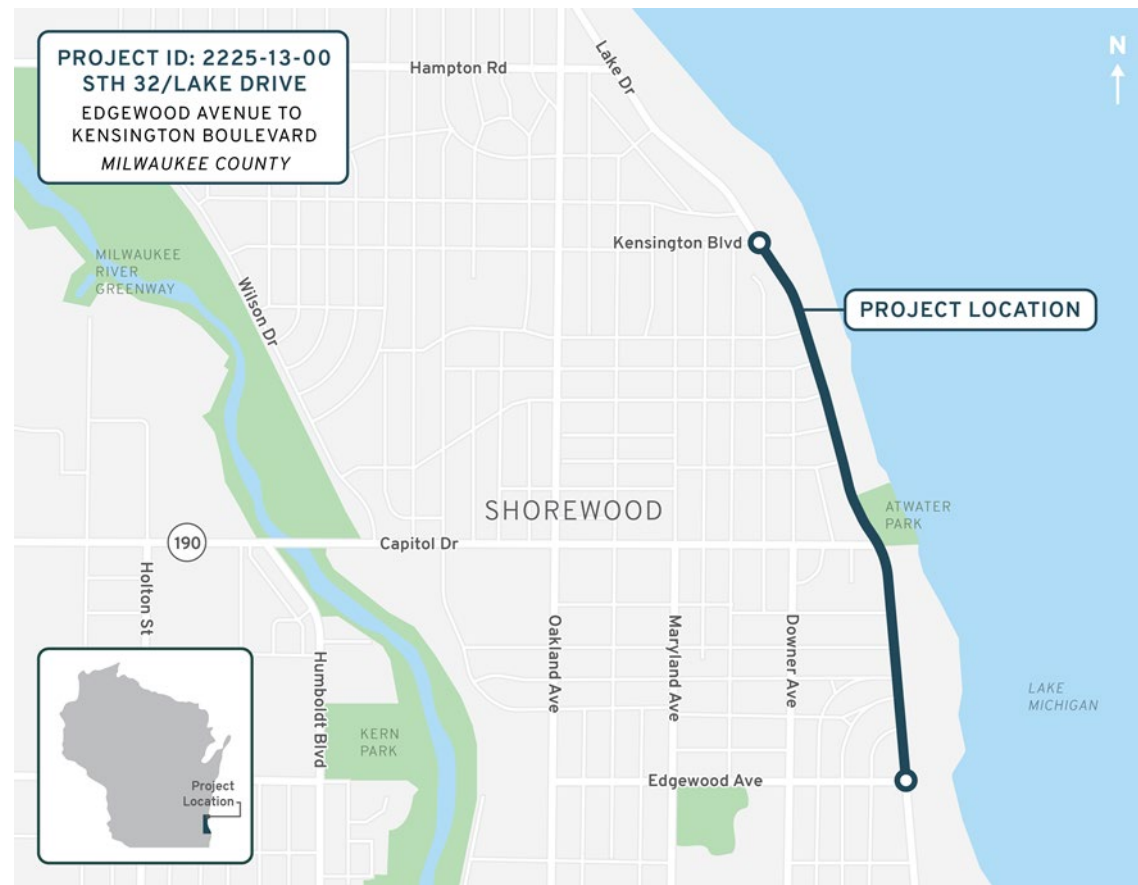 PROJECT ID: 2225-13-00
STH 32/LAKE DRIVE
EDGEWOOD AVENUE TO
KENSINGTON BOULEVARD
MILWAUKEE COUNTY
Hampton Rd
Lake Dr
N
Kensington Blvd
MILWAUKEE
RIVER
GREENWAY
Wilson Dr
PROJECT LOCATION
SHOREWOOD
ATWATER
PARK
190
Capitol Dr
Holton St
Humboldt Blvd
Oakland Ave
Maryland Ave
Downer Ave
LAKE
MICHIGAN
KERN
PARK
Edgewood Ave
Project
Location